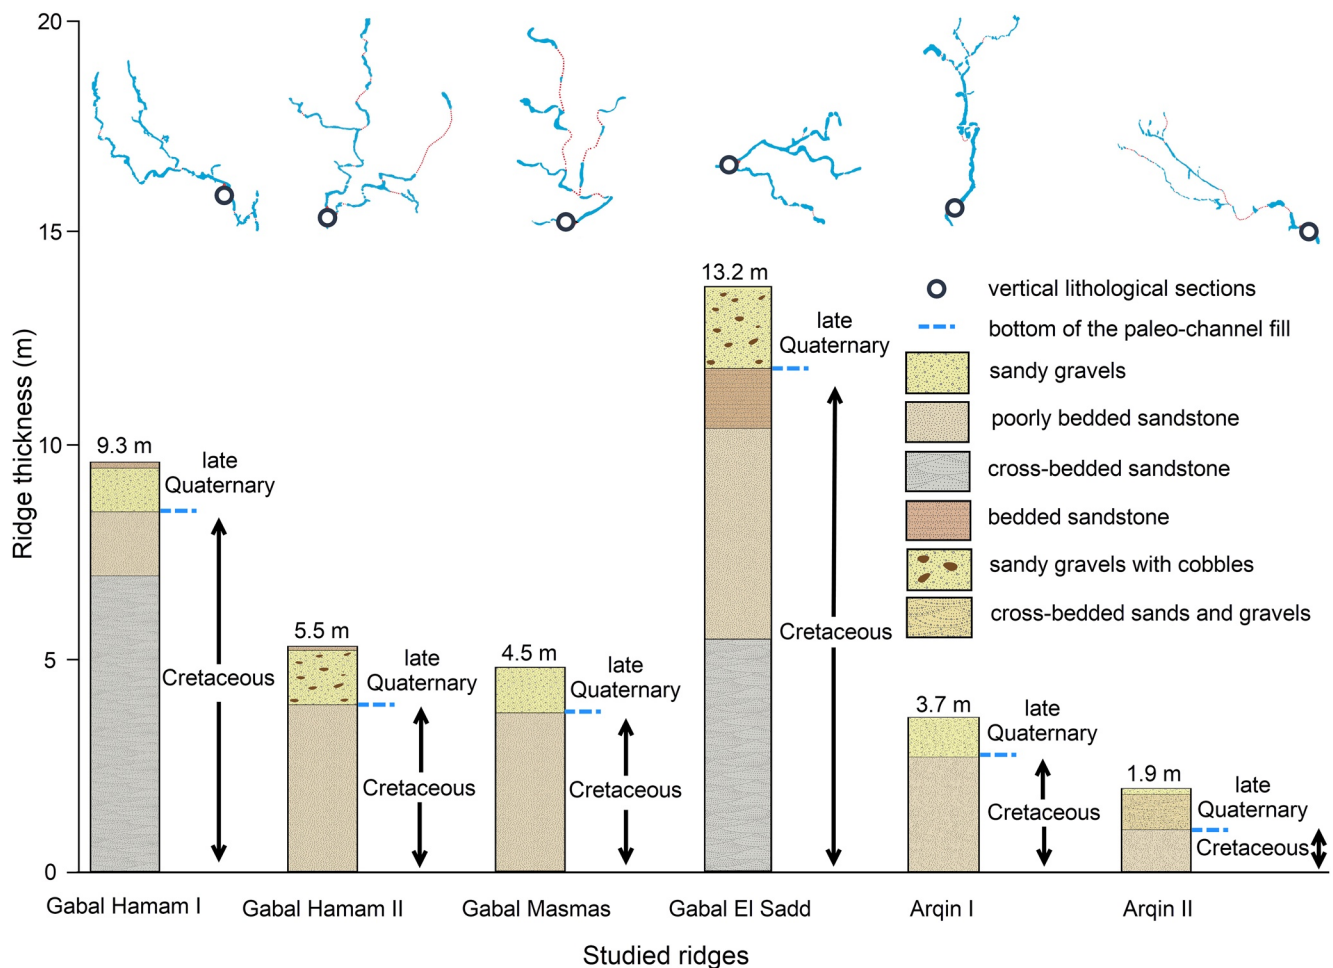 20
15
10
5
0
Ridge thickness (m)
9.3 m
late
Quaternary
Cretaceous
5.5 m
late
Quaternary
Cretaceous
4.5 m
late
Quaternary
Cretaceous
13.2 m
late
Quaternary
Cretaceous
3.7 m
late
Quaternary
Cretaceous
1.9 m
late
Quaternary
Cretaceous
vertical lithological sections
bottom of the paleo-channel fill
sandy gravels
poorly bedded sandstone
cross-bedded sandstone
bedded sandstone
sandy gravels with cobbles
cross-bedded sands and gravels
Gabal Hamam I
Gabal Hamam II
Gabal Masmas
Gabal El Sadd
Arqin I
Arqin II
Studied ridges